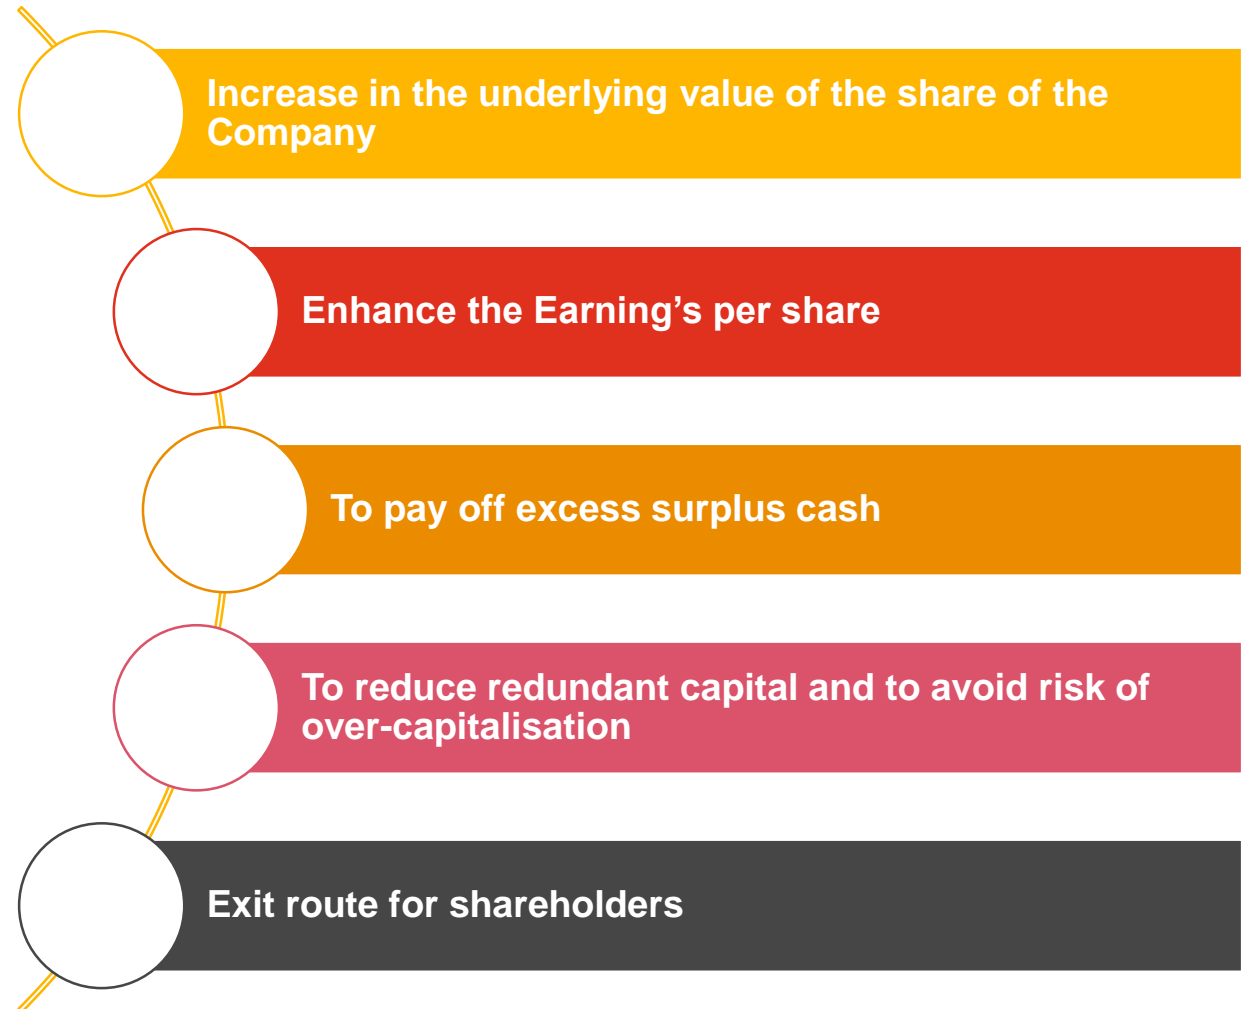 Increase in the underlying value of the share of the
Company
Enhance the Earning’s per share
To pay off excess surplus cash
To reduce redundant capital and to avoid risk of
over-capitalisation
Exit route for shareholders